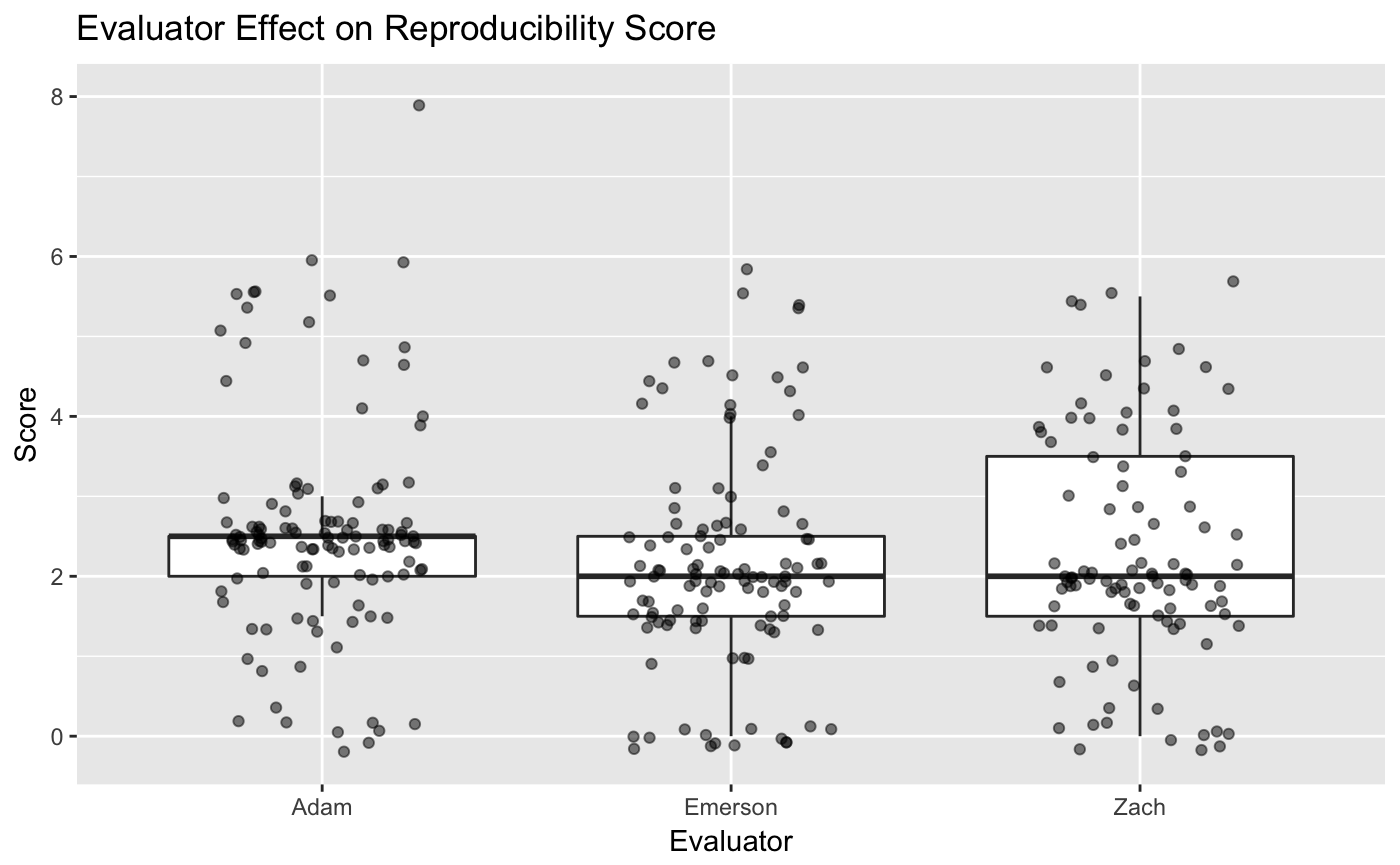 Evaluator Effect on Reproducibility Score
8
6
4
2
0
Score
Adam
Emerson
Zach
Evaluator